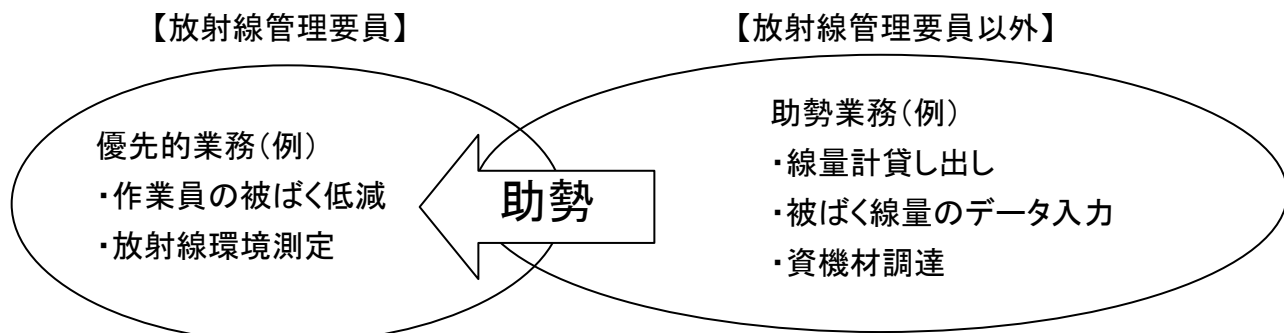 【放射線管理要員】
優先的業務(例)
・作業員の被ばく低減
・放射線環境測定
助勢
【放射線管理要員以外】
助勢業務(例)
・線量計貸し出し
・被ばく線量のデータ入力
・資機材調達